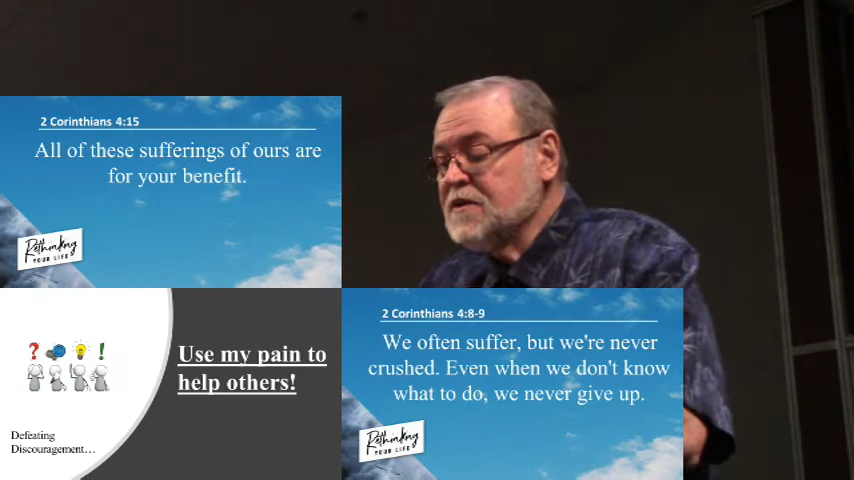 2 Corinthians 4:15
All of these sufferings of ours are
for your benefit.
Rethinking
YOUR LIFE
Use my pain to
help others!
Defeating
Discouragement…
2 Corinthians 4:8-9
We often suffer, but we're never
crushed. Even when we don't know
what to do, we never give up.
Rethinking
YOUR LIFE